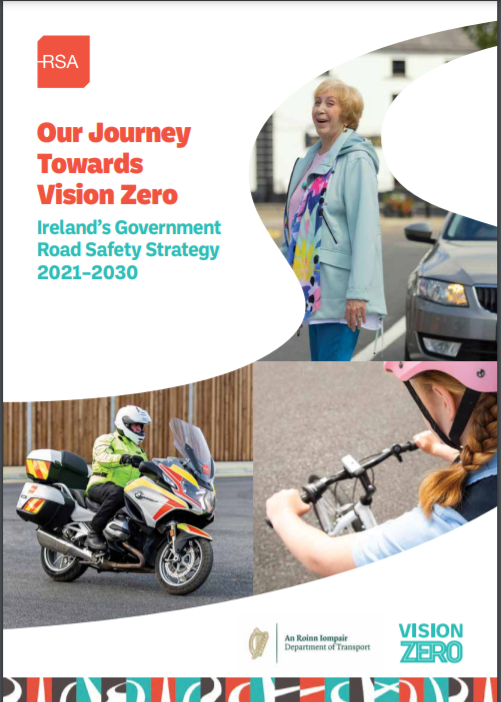 RSA
Our Journey
Towards
Vision Zero
Ireland's Government
Road Safety Strategy
2021–2030
An Roinn Iompair
Department of Transport
VISION
ZERO